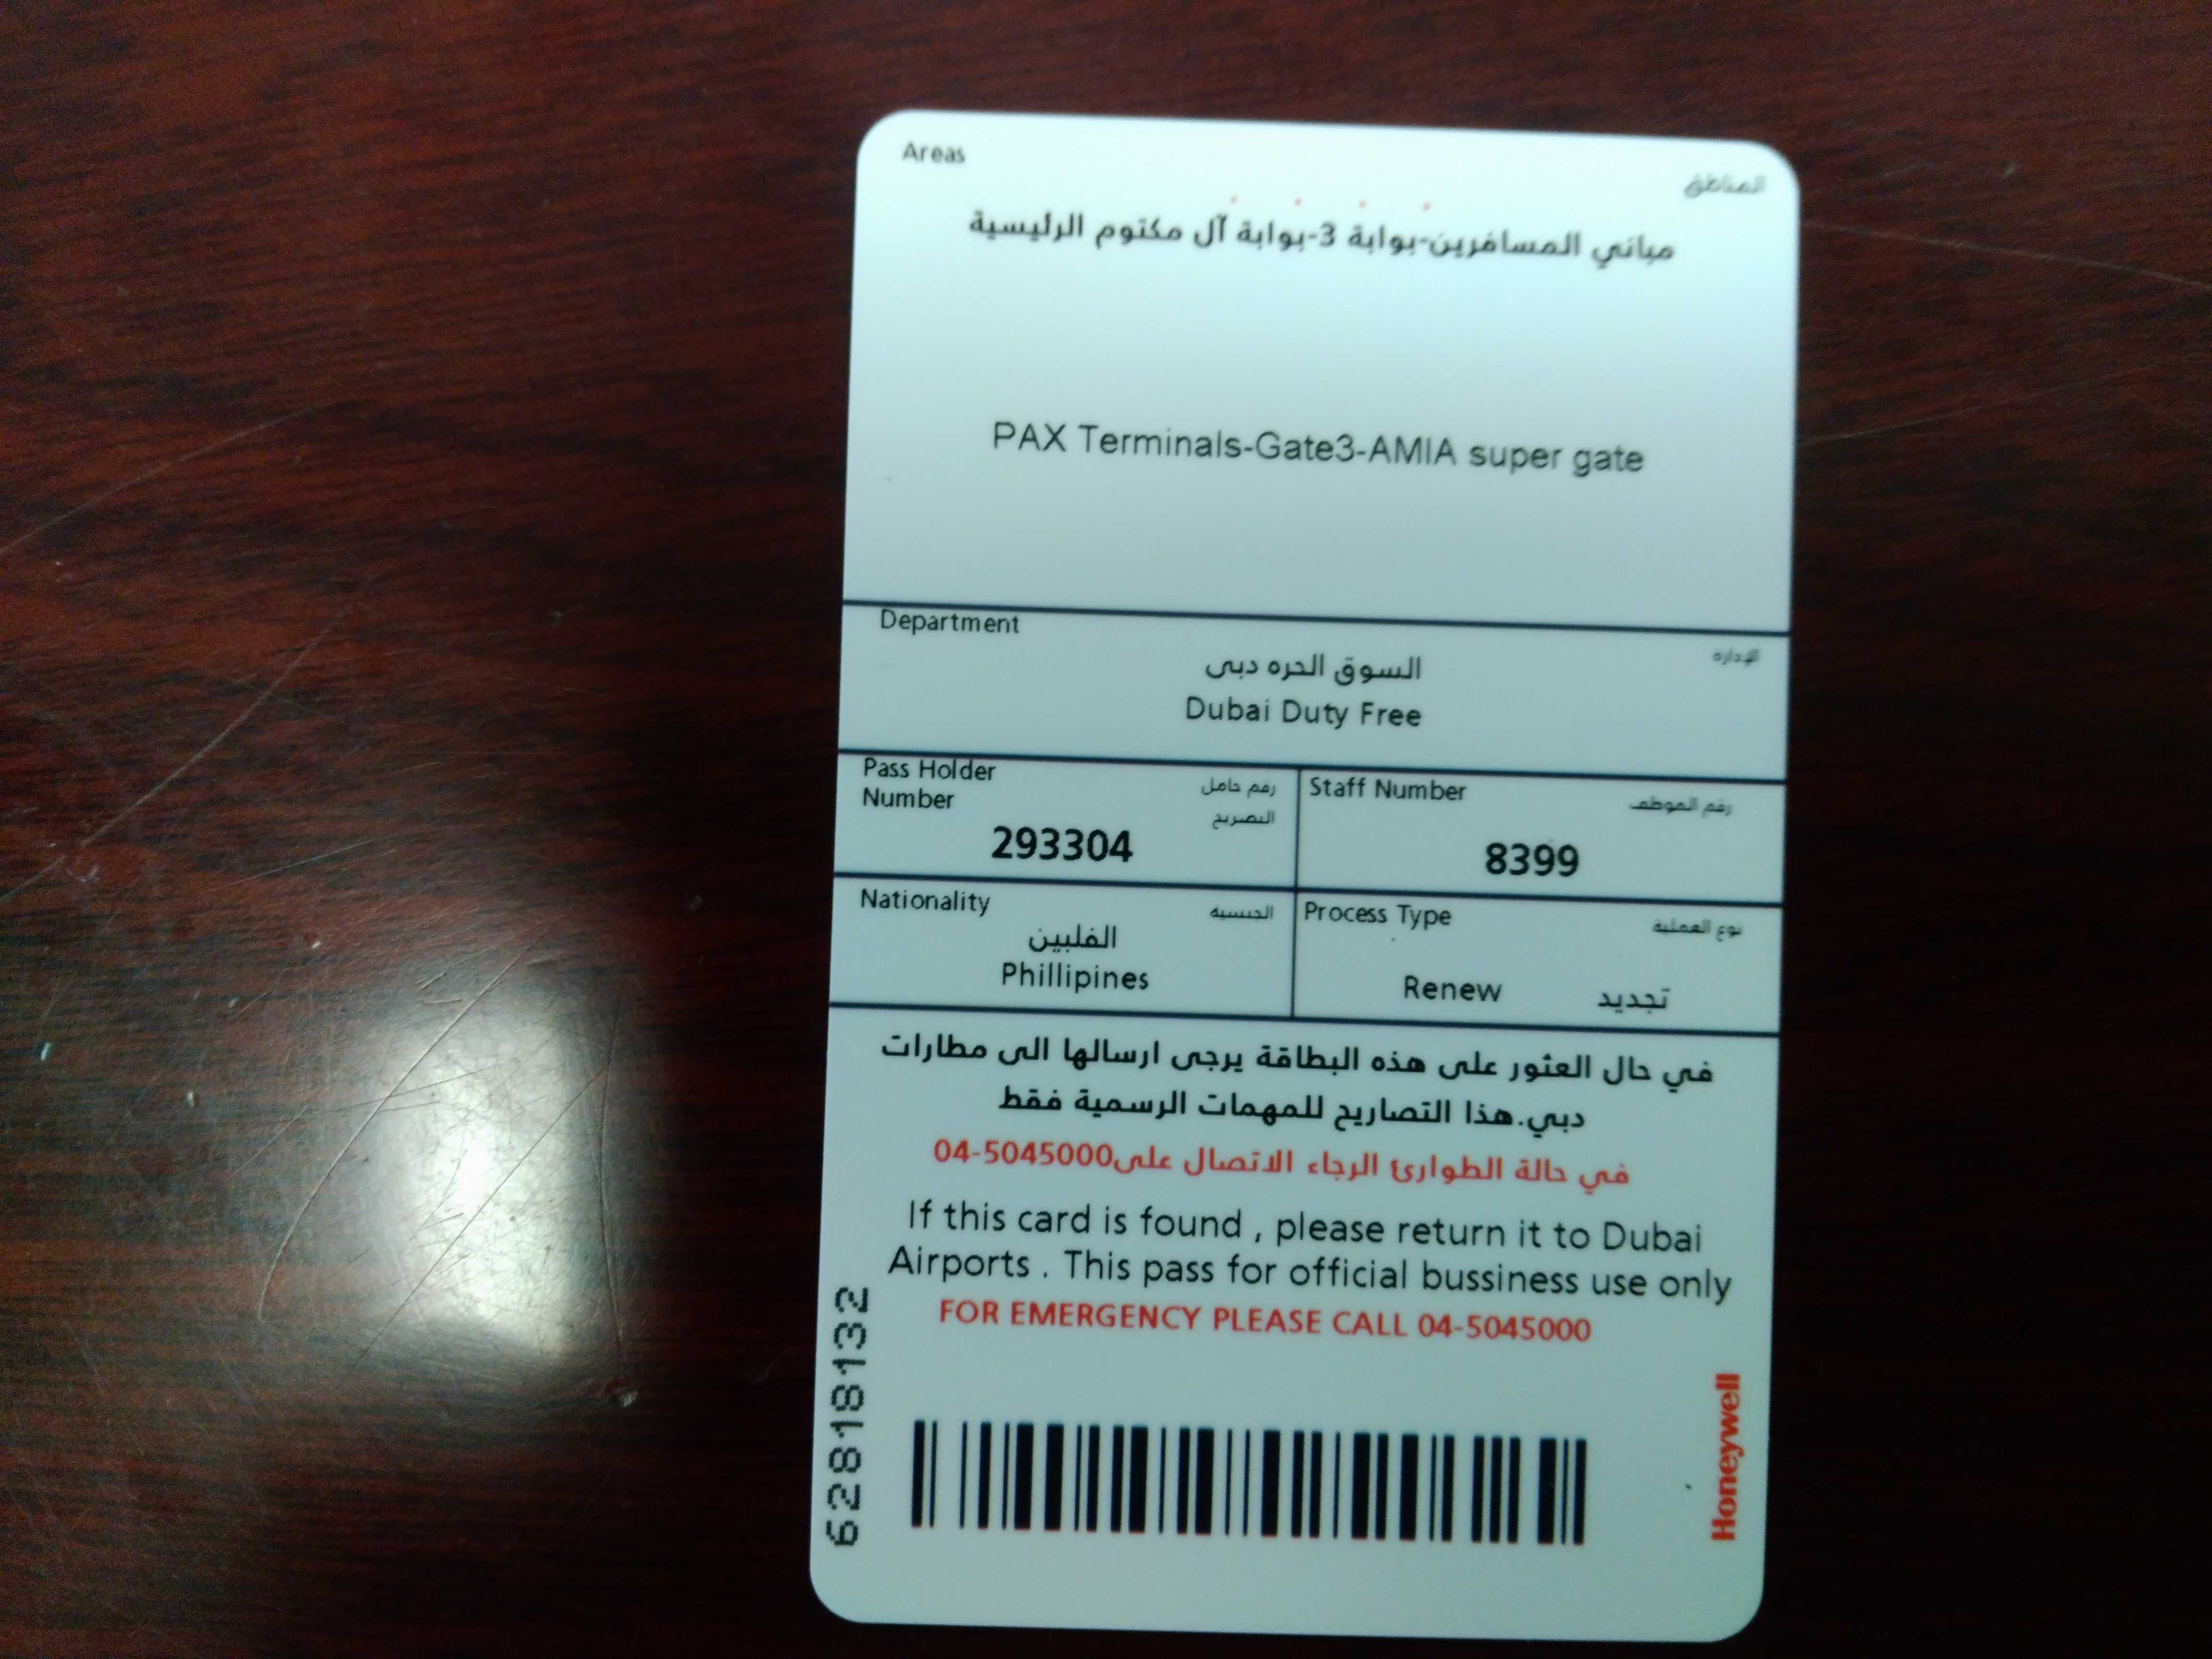 Areas
المناطق
مباني المسافرين-بوابة 3-بوابة آل مكتوم الرئيسية
PAX Terminals-Gate3-AMIA super gate
Department
الإدارة
السوق الحره دبى
Dubai Duty Free
Pass Holder
Number
رقم حامل
التصريح
293304
Staff Number
رقم الموظف
8399
Nationality
الجنسية
الفلبين
Phillipines
Process Type
نوع العملية
Renew تجديد
في حال العثور على هذه البطاقة يرجى ارسالها الى مطارات
دبي.هذا التصاريح للمهمات الرسمية فقط
في حالة الطوارئ الرجاء الاتصال على04-5045000
If this card is found , please return it to Dubai
Airports . This pass for official bussiness use only
FOR EMERGENCY PLEASE CALL 04-5045000
62818132
Honeywell